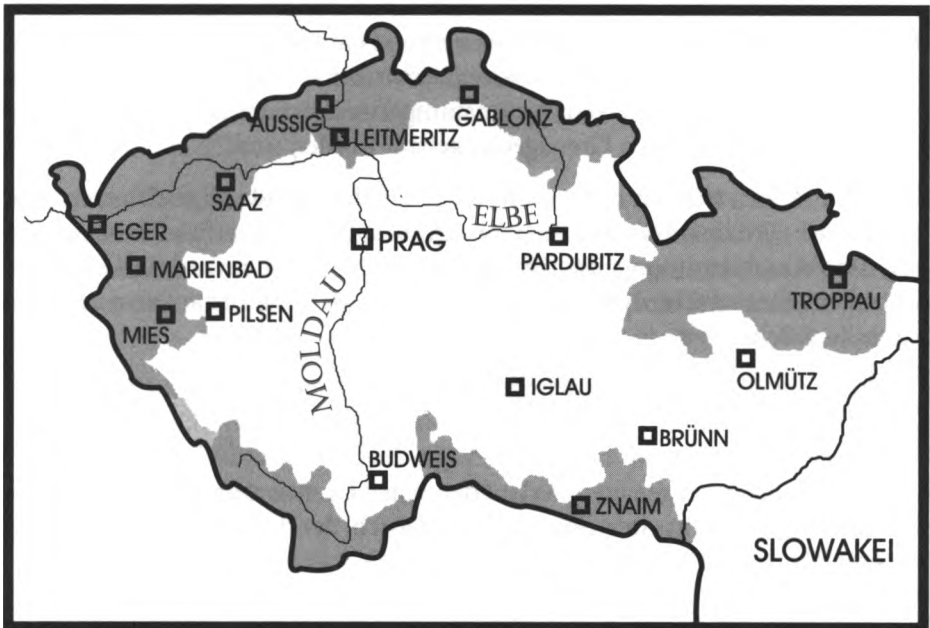 AUSSIG
GABLONZ
LEITMERITZ
SAAZ
ELBE
EGER
PRAG
PARDUBITZ
MARIENBAD
TROPPAU
PILSEN
MIES
MOLDAU
OLMÜTZ
IGLAU
BRÜNN
BUDWEIS
ZNAIM
SLOWAKEI